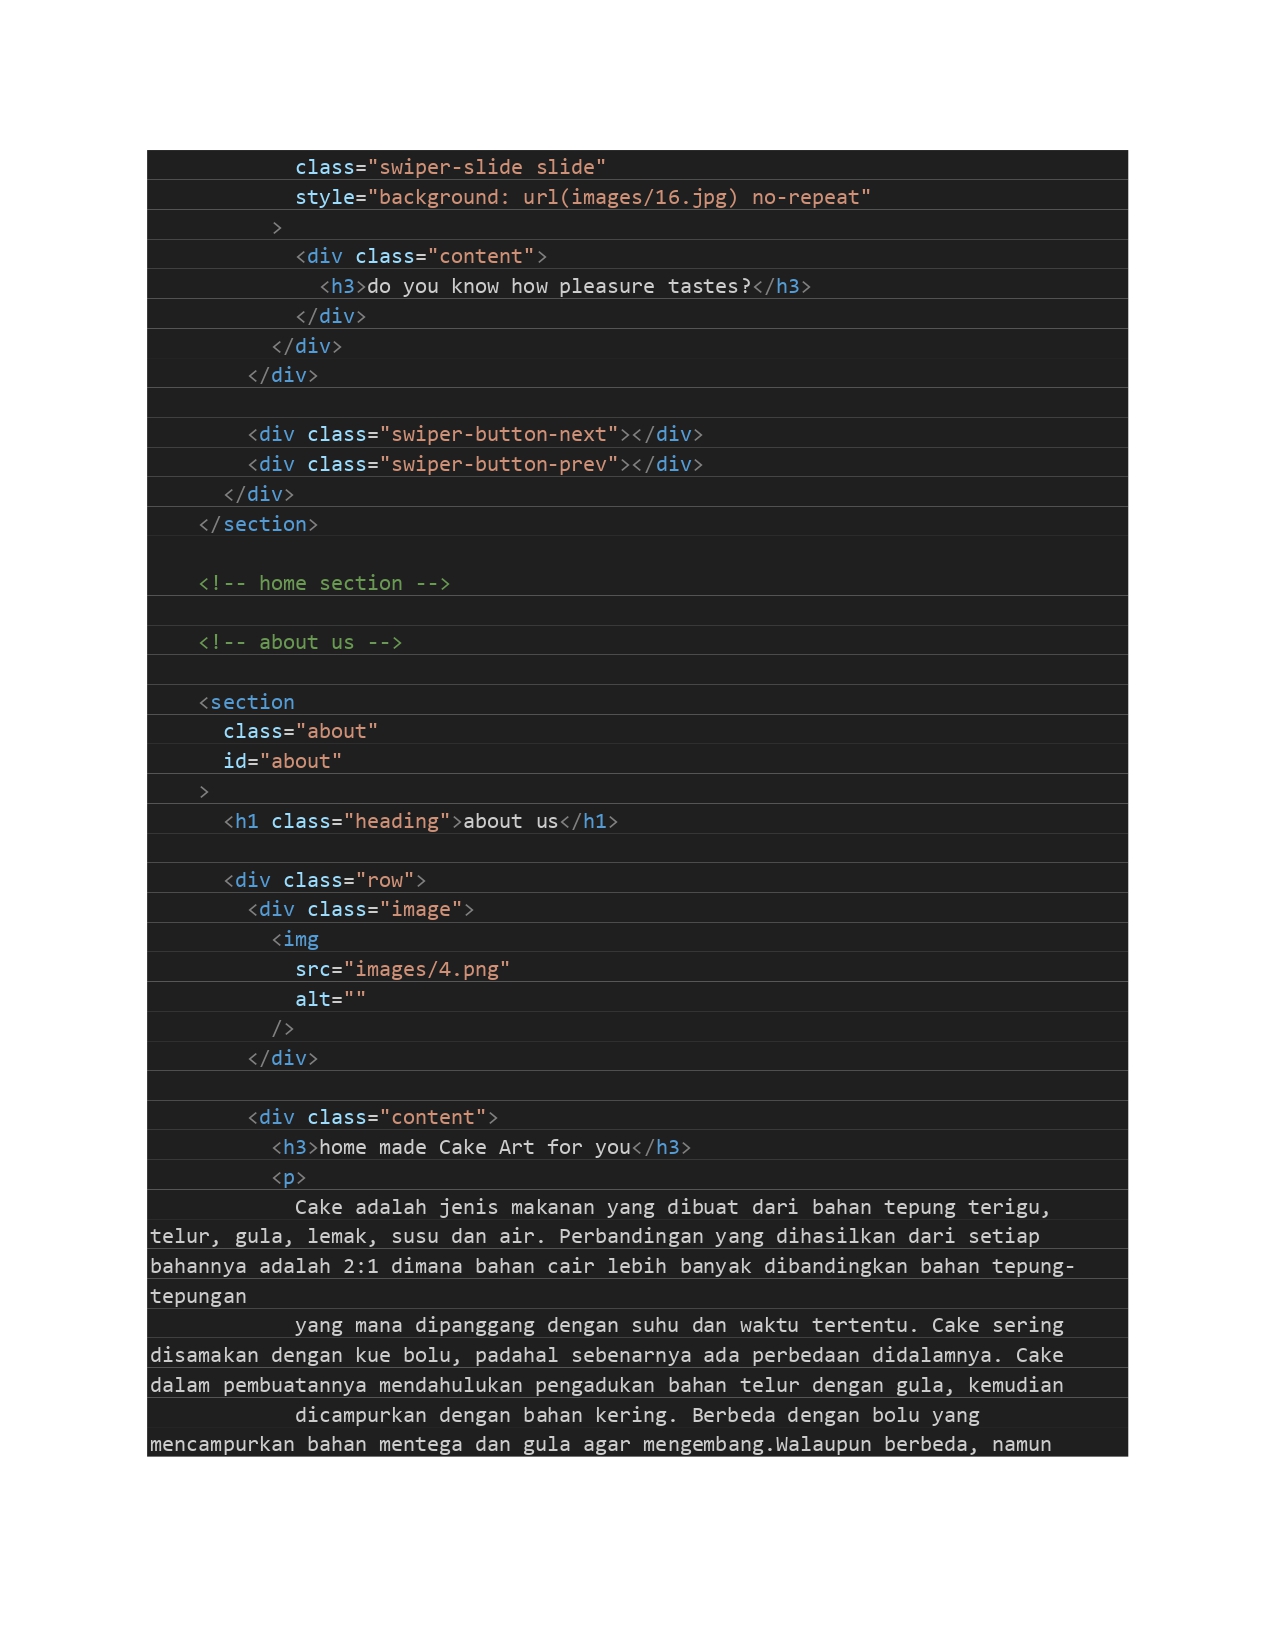 class="swiper-slide slide"
style="background: url(images/16.jpg) no-repeat"
>
<div class="content">
<h3>do you know how pleasure tastes?</h3>
</div>
</div>
</div>
<div class="swiper-button-next"></div>
<div class="swiper-button-prev"></div>
</div>
</section>
<!-- home section -->
<!-- about us -->
<section
class="about"
id="about"
>
<h1 class="heading">about us</h1>
<div class="row">
<div class="image">
<img
src="images/4.png"
alt=""
/>
</div>
<div class="content">
<h3>home made Cake Art for you</h3>
<p>
Cake adalah jenis makanan yang dibuat dari bahan tepung terigu,
telur, gula, lemak, susu dan air. Perbandingan yang dihasilkan dari setiap
bahannya adalah 2:1 dimana bahan cair lebih banyak dibandingkan bahan tepung-
tepungan
yang mana dipanggang dengan suhu dan waktu tertentu. Cake sering
disamakan dengan kue bolu, padahal sebenarnya ada perbedaan didalamnya. Cake
dalam pembuatannya mendahulukan pengadukan bahan telur dengan gula, kemudian
dicampurkan dengan bahan kering. Berbeda dengan bolu yang
mencampurkan bahan mentega dan gula agar mengembang.Walaupun berbeda, namun